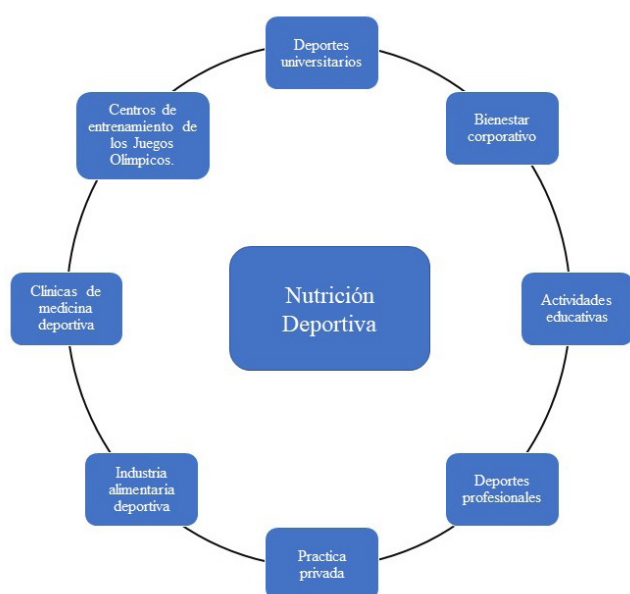 Deportes
universitarios
Centros de
entrenamiento de
los Juegos
Olímpicos.
Bienestar
corporativo
Nutrición
Deportiva
Clínicas de
medicina
deportiva
Actividades
educativas
Industria
alimentaria
deportiva
Deportes
profesionales
Practica
privada